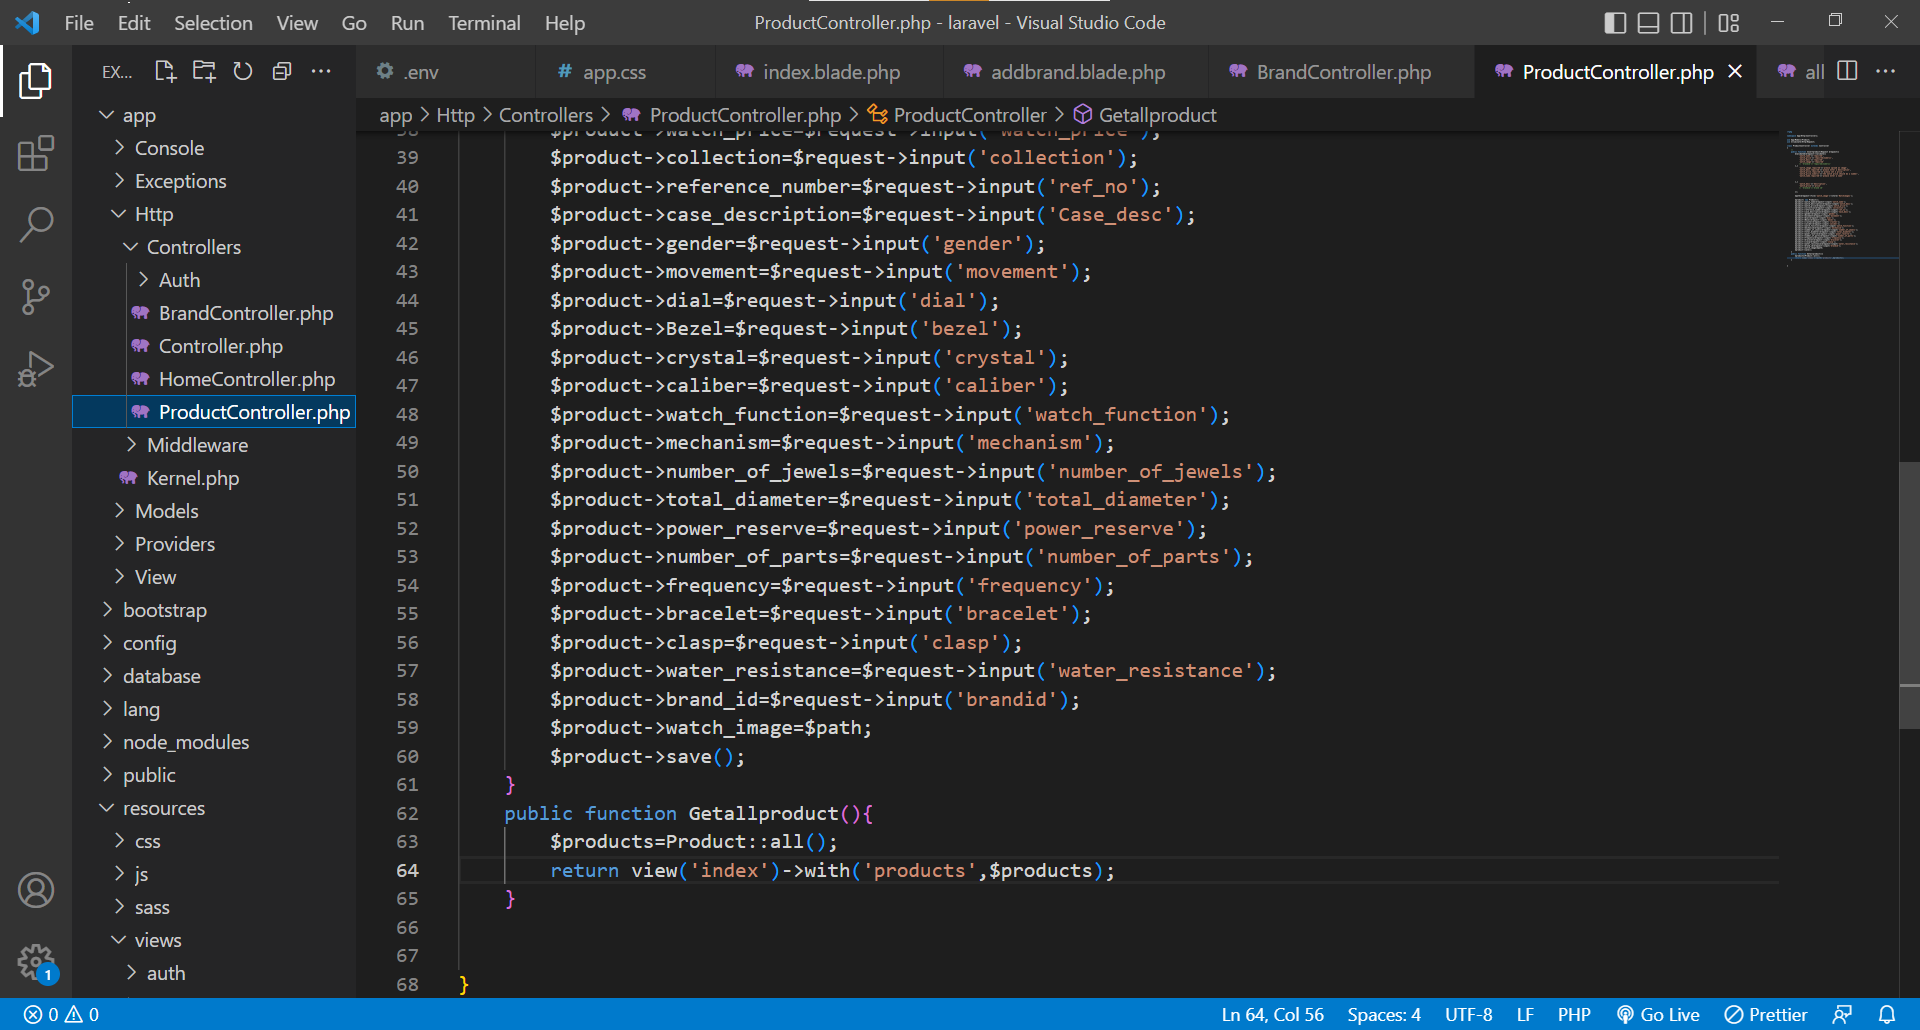 File Edit Selection View Go Run Terminal Help
ProductController.php - laravel - Visual Studio Code
EX...
.env
# app.css
index.blade.php
addbrand.blade.php
BrandController.php
ProductController.php
all
app > Http > Controllers > ProductController.php > ProductController > Getallproduct
app
Console
Exceptions
Http
Controllers
Auth
BrandController.php
Controller.php
HomeController.php
ProductController.php
Middleware
Kernel.php
Models
Providers
View
bootstrap
config
database
lang
node_modules
public
resources
css
js
sass
views
auth
1
38 $product->watch_price=$request->input('watch_price');
39 $product->collection=$request->input('collection');
40 $product->reference_number=$request->input('ref_no');
41 $product->case_description=$request->input('Case_desc');
42 $product->gender=$request->input('gender');
43 $product->movement=$request->input('movement');
44 $product->dial=$request->input('dial');
45 $product->Bezel=$request->input('bezel');
46 $product->crystal=$request->input('crystal');
47 $product->caliber=$request->input('caliber');
48 $product->watch_function=$request->input('watch_function');
49 $product->mechanism=$request->input('mechanism');
50 $product->number_of_jewels=$request->input('number_of_jewels');
51 $product->total_diameter=$request->input('total_diameter');
52 $product->power_reserve=$request->input('power_reserve');
53 $product->number_of_parts=$request->input('number_of_parts');
54 $product->frequency=$request->input('frequency');
55 $product->bracelet=$request->input('bracelet');
56 $product->clasp=$request->input('clasp');
57 $product->water_resistance=$request->input('water_resistance');
58 $product->brand_id=$request->input('brandid');
59 $product->watch_image=$path;
60 $product->save();
61 }
62 public function Getallproduct(){
63 $products=Product::all();
64 return view('index')->with('products',$products);
65 }
66
67
68 }
0 0 Ln 64, Col 56 Spaces: 4 UTF-8 LF PHP Go Live Prettier